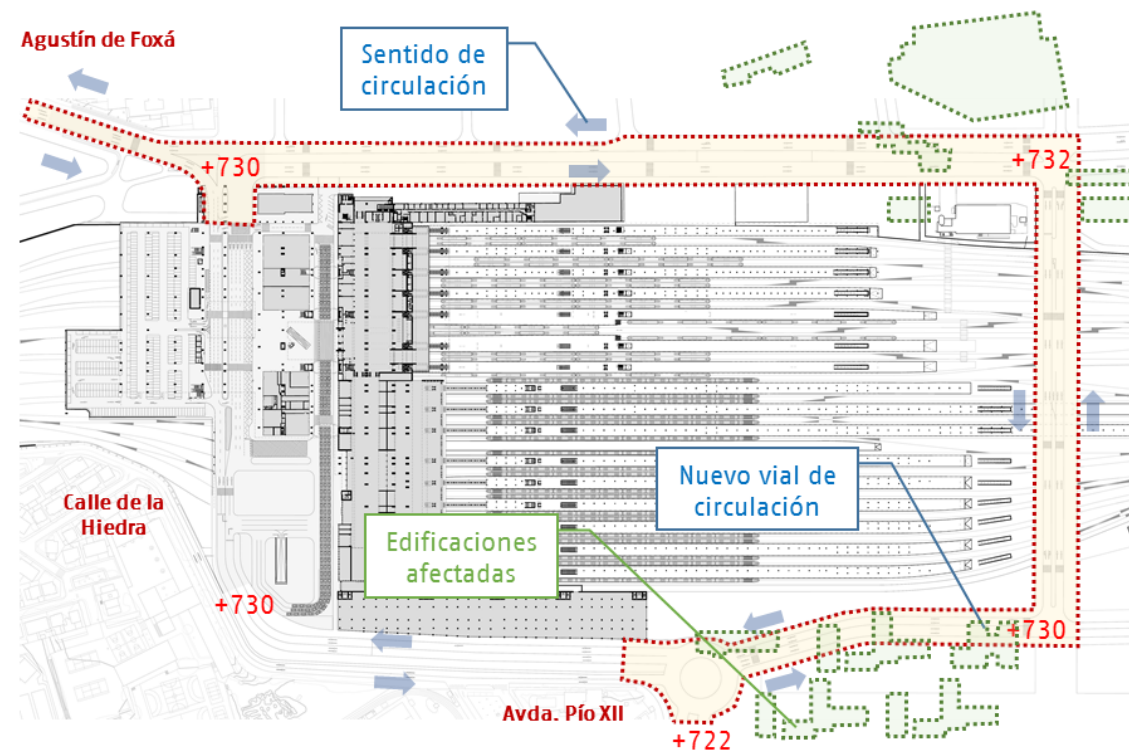 Agustín de Foxá
Sentido de
circulación
+730
+732
Nuevo vial de
circulación
Calle de la
Hiedra
Edificaciones
afectadas
+730
+730
Avda. Pío XII
+722